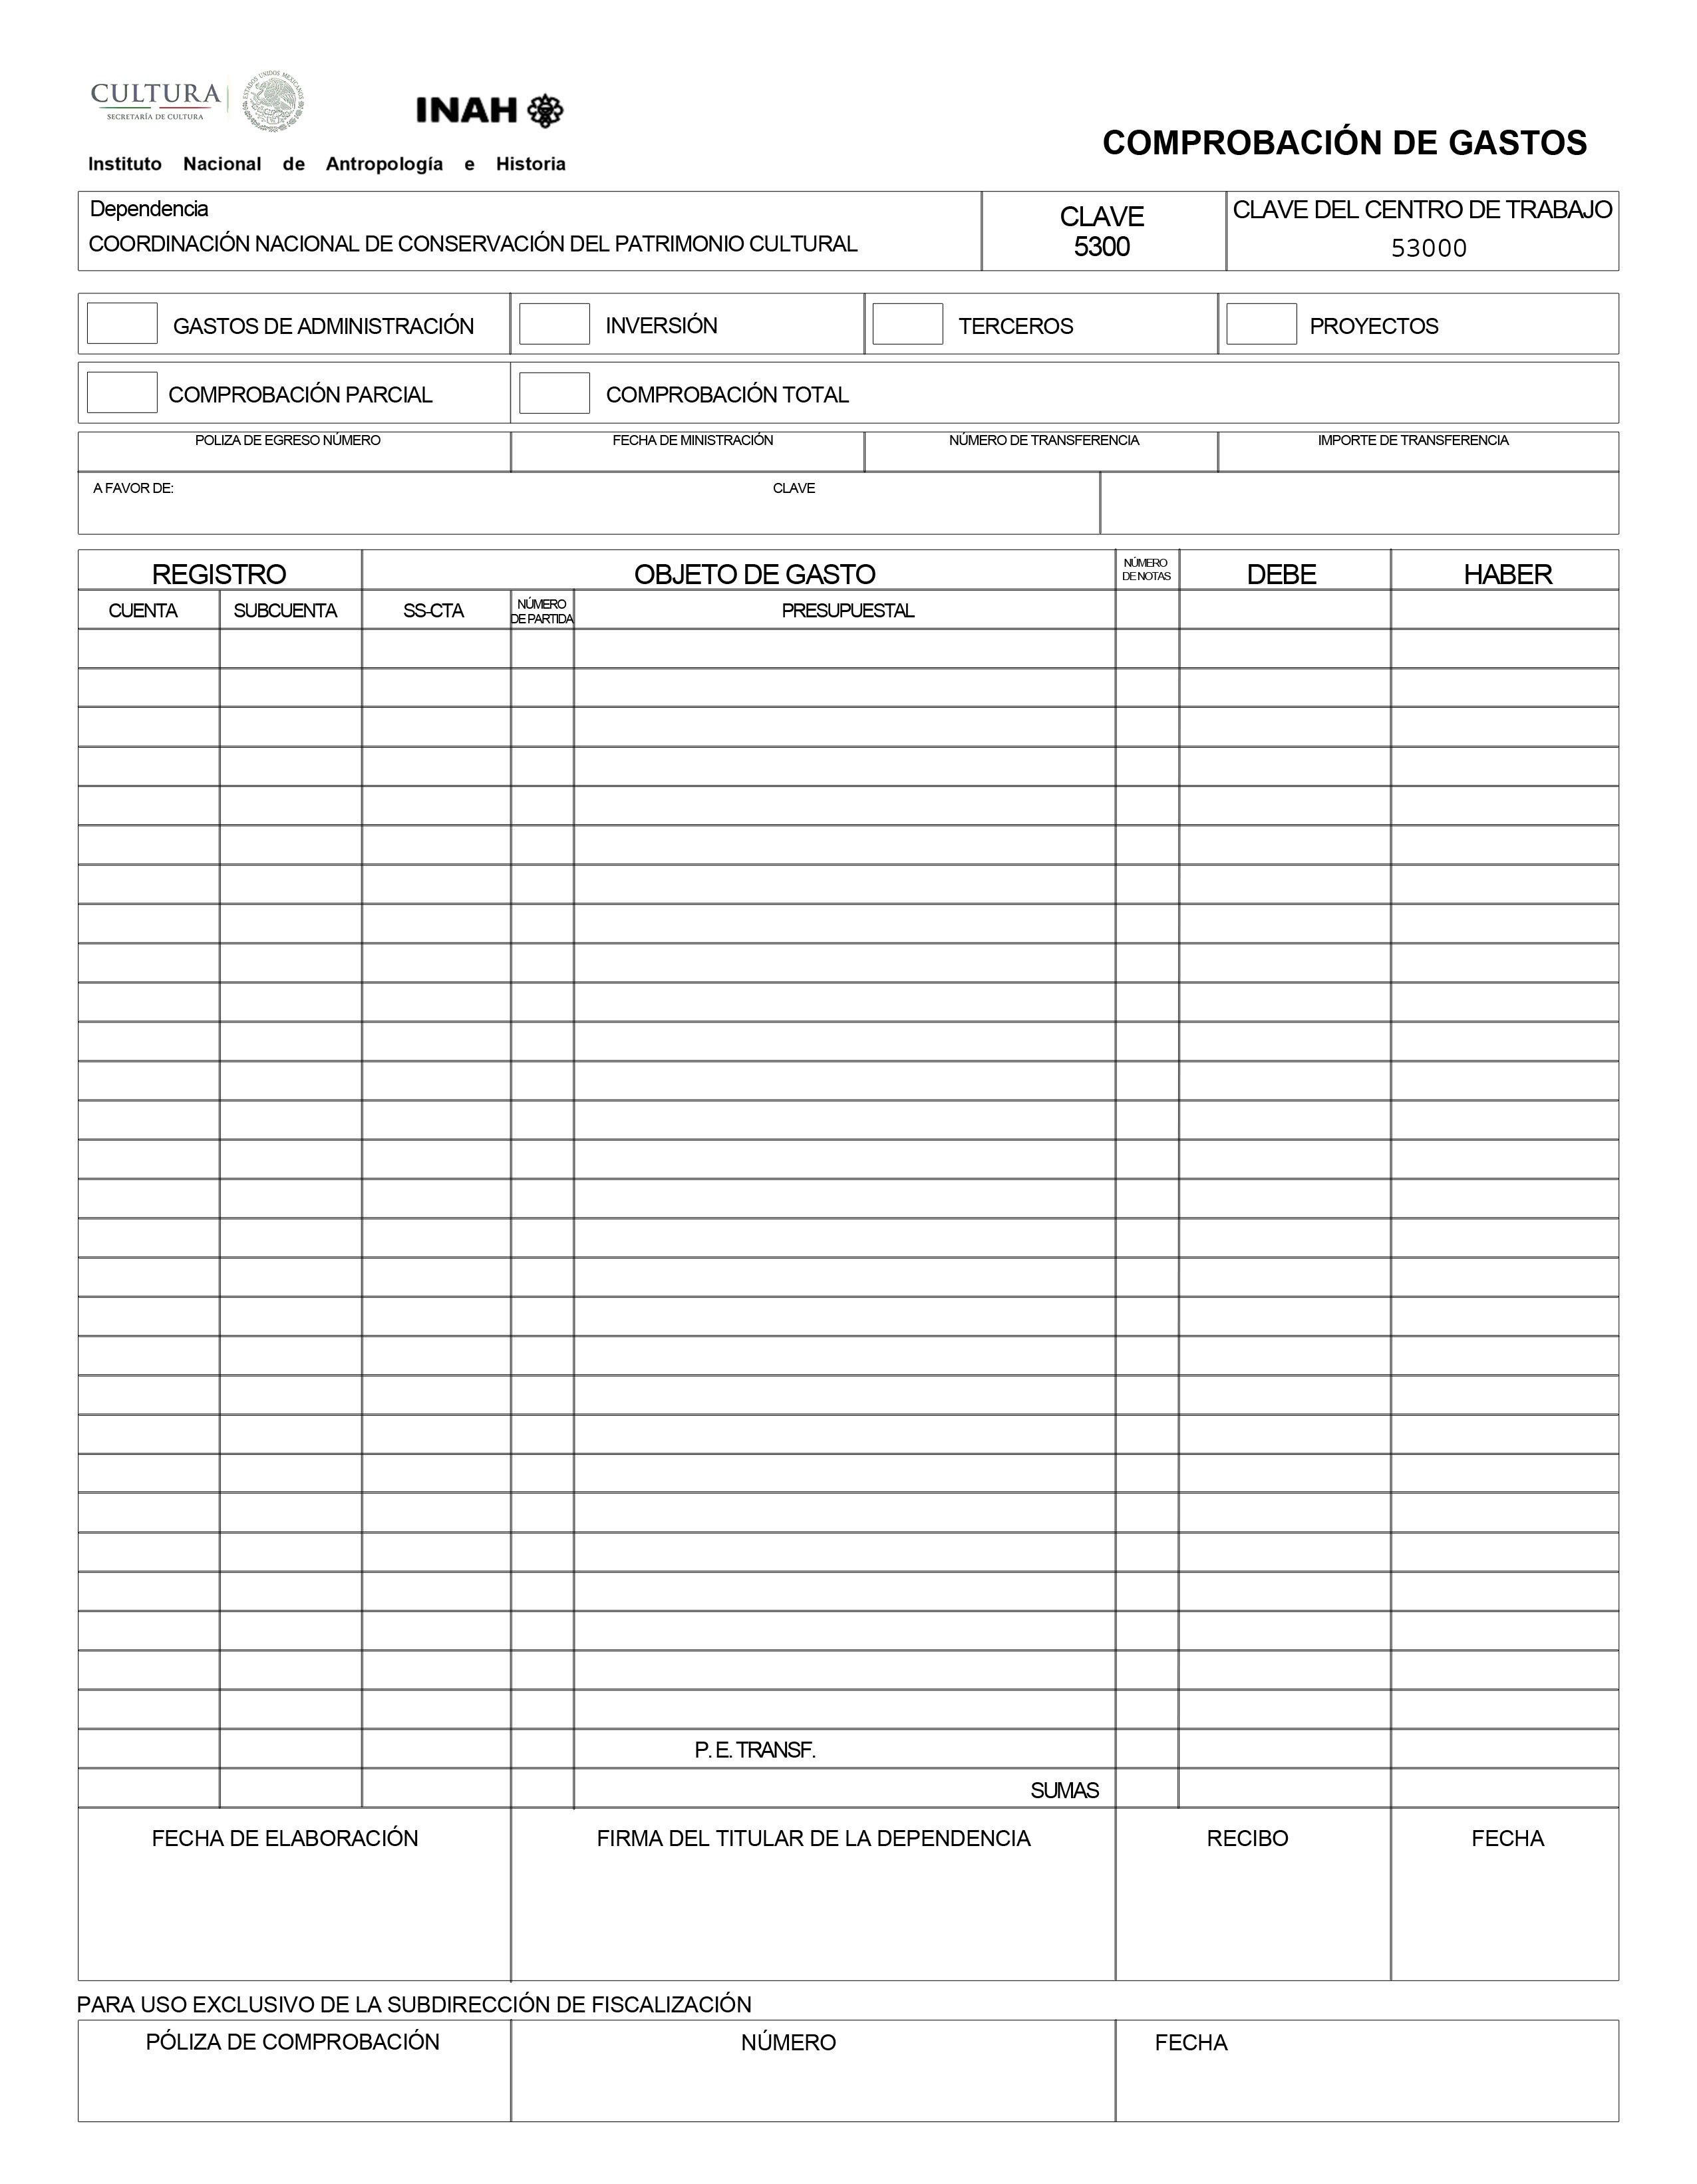 CULTURA
SECRETARÍA DE CULTURA
ESTADOS UNIDOS MEXICANOS
INAH
Instituto Nacional de Antropología e Historia
COMPROBACIÓN DE GASTOS
Dependencia
COORDINACIÓN NACIONAL DE CONSERVACIÓN DEL PATRIMONIO CULTURAL
CLAVE
5300
CLAVE DEL CENTRO DE TRABAJO
53000
GASTOS DE ADMINISTRACIÓN
INVERSIÓN
TERCEROS
PROYECTOS
COMPROBACIÓN PARCIAL
COMPROBACIÓN TOTAL
POLIZA DE EGRESO NÚMERO
FECHA DE MINISTRACIÓN
NÚMERO DE TRANSFERENCIA
IMPORTE DE TRANSFERENCIA
A FAVOR DE:
CLAVE
REGISTRO
OBJETO DE GASTO
NÚMERO
DE NOTAS
DEBE
HABER
CUENTA
SUBCUENTA
SS-CTA
NÚMERO
DE PARTIDA
PRESUPUESTAL
P. E. TRANSF.
SUMAS
FECHA DE ELABORACIÓN
FIRMA DEL TITULAR DE LA DEPENDENCIA
RECIBO
FECHA
PARA USO EXCLUSIVO DE LA SUBDIRECCIÓN DE FISCALIZACIÓN
PÓLIZA DE COMPROBACIÓN
NÚMERO
FECHA